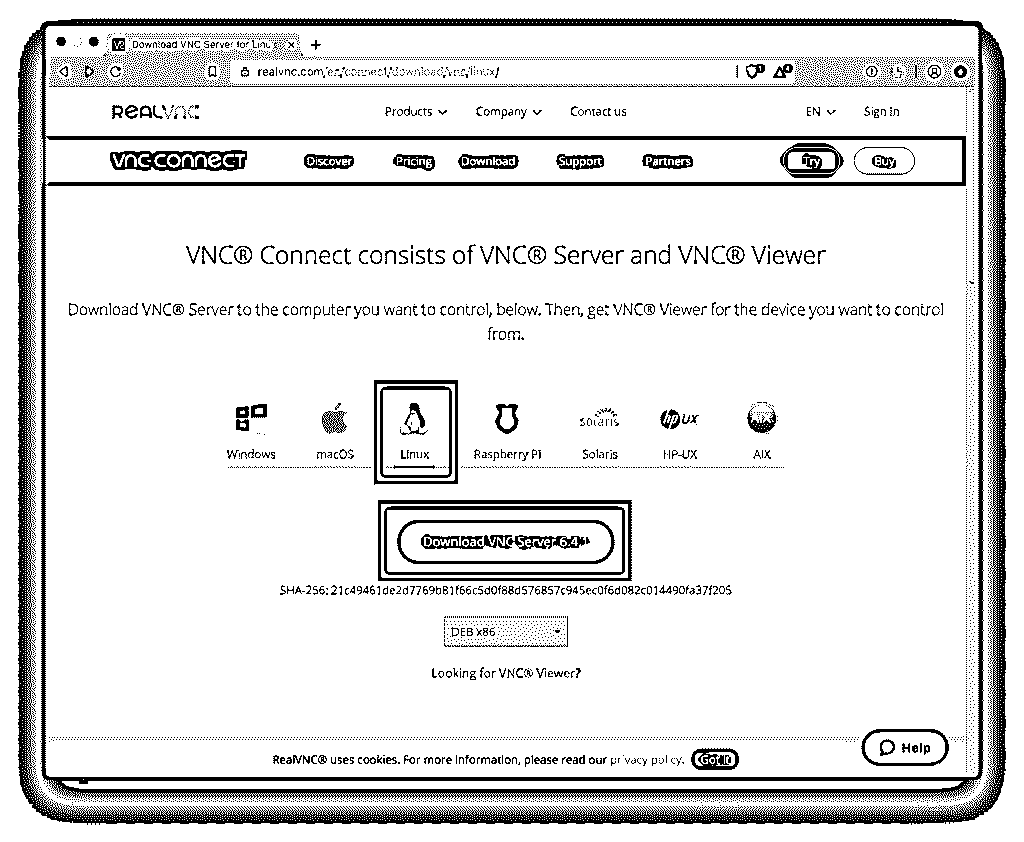 Download VNC Server for Linux
realvnc.com/en/connect/download/vnc/linux/
REALVNC
Products
Company
Contact us
EN
Sign In
VNC CONNECT
Discover
Pricing
Download
Support
Partners
Try
Buy
VNC® Connect consists of VNC® Server and VNC® Viewer
Download VNC® Server to the computer you want to control, below. Then, get VNC® Viewer for the device you want to control
from.
solaris
hp UX
Windows
macOS
Linux
Raspberry Pi
Solaris
HP-UX
AIX
Download VNC Server 6.4.1
SHA-256: 21c49461de2d7769b81f66c5d0f88d576857c945ec0f6d082c014490fa37f205
DEB x86
Looking for VNC® Viewer?
RealVNC® uses cookies. For more information, please read our privacy policy.
Got it
Help